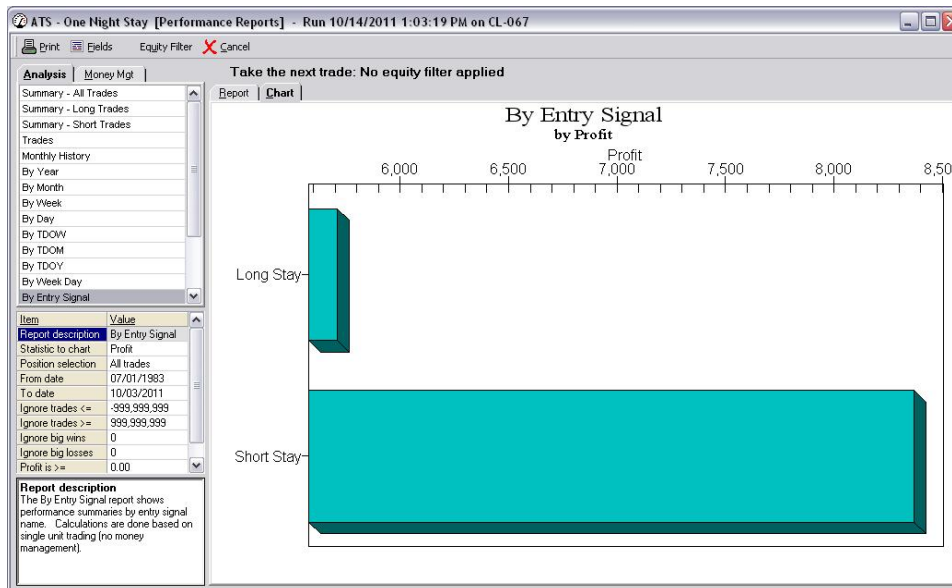 ATS - One Night Stay [Performance Reports] - Run 10/14/2011 1:03:19 PM on CL-067
Print Fields Equity Filter Cancel
Analysis Money Mgt
Take the next trade: No equity filter applied
Summary - All Trades
Summary - Long Trades
Summary - Short Trades
Trades
Monthly History
By Year
By Month
By Week
By Day
By TDOW
By TDOM
By TDOY
By Week Day
By Entry Signal
Item Value
Report description By Entry Signal
Statistic to chart Profit
Position selection All trades
From date 07/01/1983
To date 10/03/2011
Ignore trades <= -999,999,999
Ignore trades >= 999,999,999
Ignore big wins 0
Ignore big losses 0
Profit is >= 0.00
Report description
The By Entry Signal report shows
performance summaries by entry signal
name. Calculations are done based on
single unit trading (no money
management).
Report Chart
By Entry Signal
by Profit
Profit
6,000 6,500 7,000 7,500 8,000 8,50
Long Stay
Short Stay